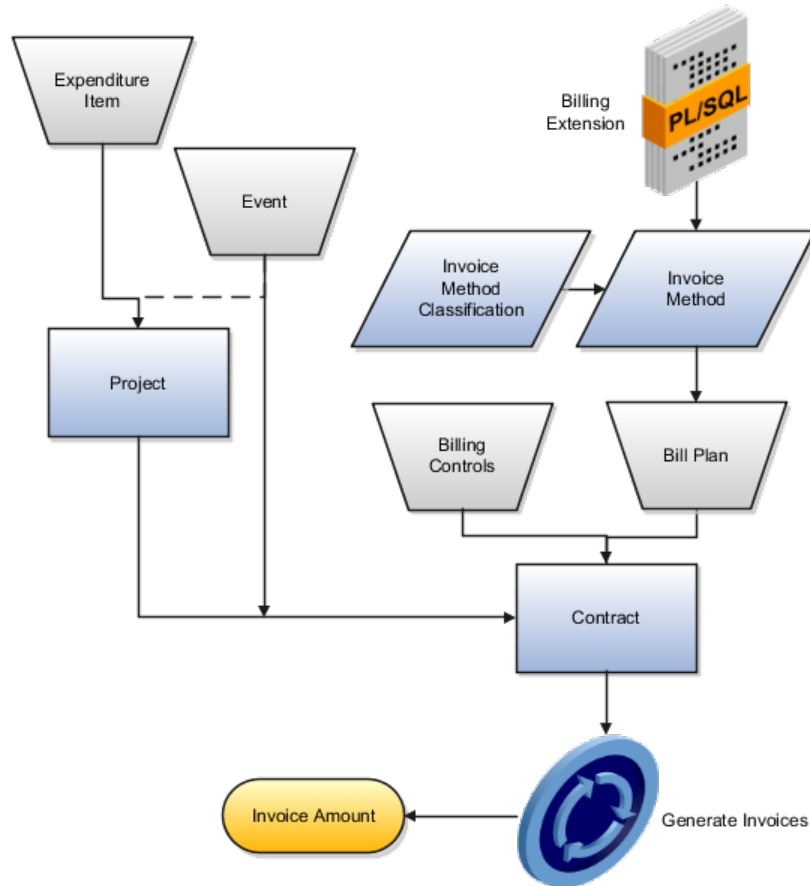 Expenditure
Item
Billing
Extension
PL/SQL
Event
Invoice
Method
Classification
Invoice
Method
Project
Billing
Controls
Bill Plan
Contract
Invoice Amount
Generate Invoices